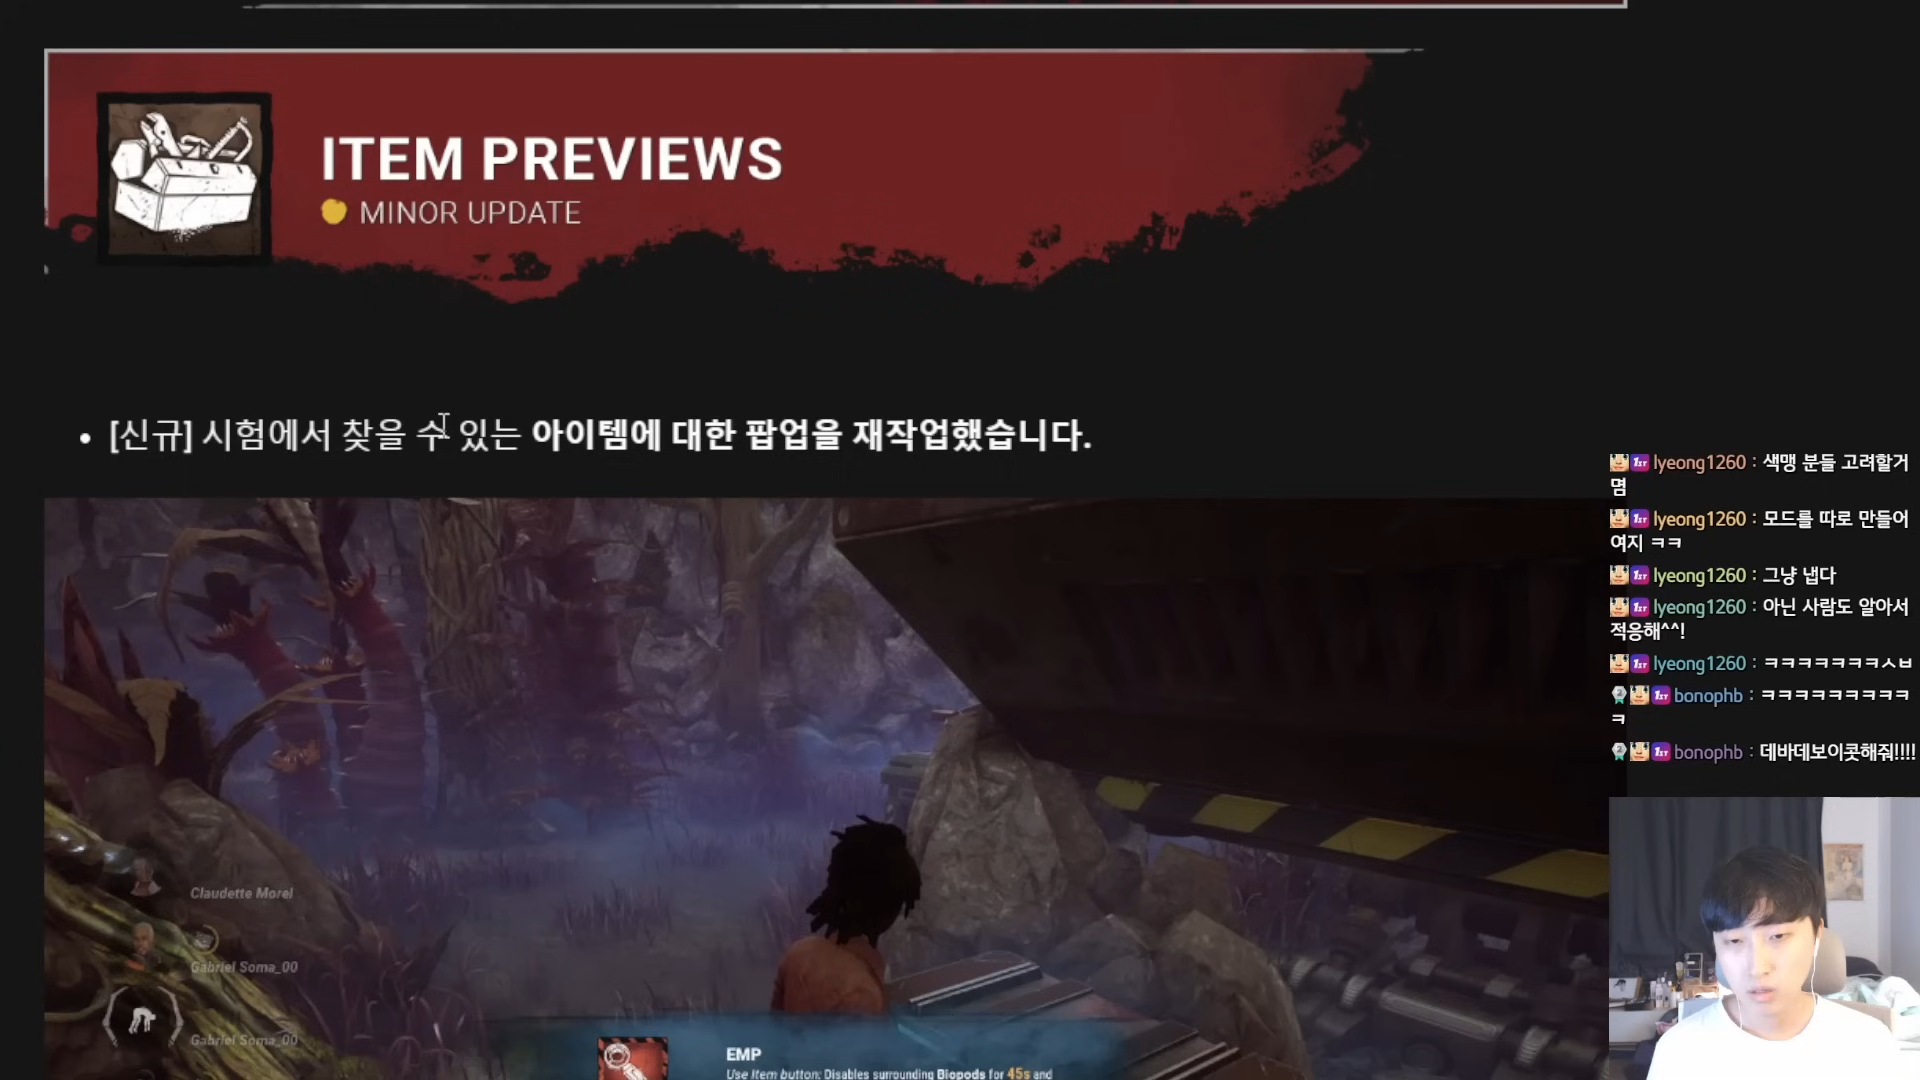 ITEM PREVIEWS
MINOR UPDATE
[신규] 시험에서 찾을 수 있는 아이템에 대한 팝업을 재작업했습니다.
lyeong1260 : 색맹 분들 고려할거
몀
lyeong1260 : 모드를 따로 만들어
여지 ㅋㅋ
lyeong1260 : 그냥 냅다
lyeong1260 : 아닌 사람도 알아서
적응해^^!
lyeong1260 : ㅋㅋㅋㅋㅋㅋㅋㅅㅂ
bonophb : ㅋㅋㅋㅋㅋㅋㅋㅋㅋ
ㅋ
bonophb : 데바데보이콧해줘!!!!
Claudette Morel
Gabriel Soma_00
Gabriel Soma_00
EMP
Use Item button: Disables surrounding Biopods for 45s and